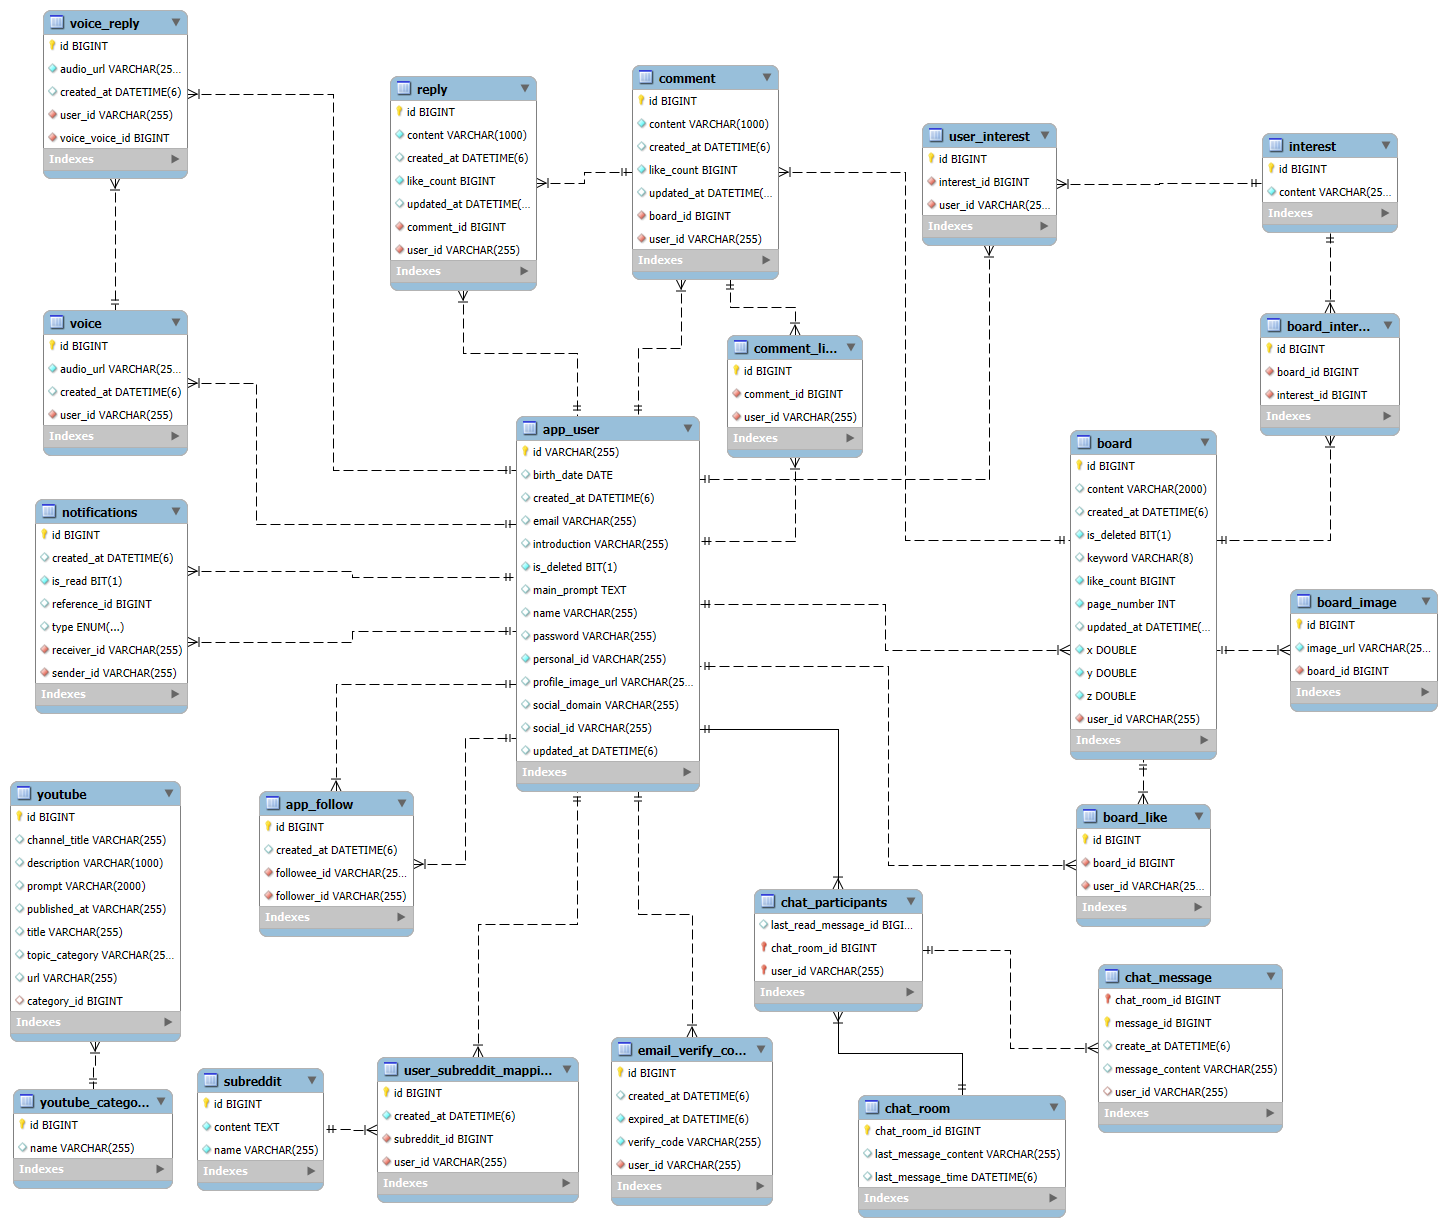 voice_reply
id BIGINT
audio_url VARCHAR(25...
created_at DATETIME(6)
user_id VARCHAR(255)
voice_voice_id BIGINT
Indexes
reply
id BIGINT
content VARCHAR(1000)
created_at DATETIME(6)
like_count BIGINT
updated_at DATETIME(...
comment_id BIGINT
user_id VARCHAR(255)
Indexes
comment
id BIGINT
content VARCHAR(1000)
created_at DATETIME(6)
like_count BIGINT
updated_at DATETIME(6)
board_id BIGINT
user_id VARCHAR(255)
Indexes
user_interest
id BIGINT
interest_id BIGINT
user_id VARCHAR(25...
Indexes
interest
id BIGINT
content VARCHAR(25...
Indexes
voice
id BIGINT
audio_url VARCHAR(25...
created_at DATETIME(6)
user_id VARCHAR(255)
Indexes
comment_li...
id BIGINT
comment_id BIGINT
user_id VARCHAR(255)
Indexes
board_inter...
id BIGINT
board_id BIGINT
interest_id BIGINT
Indexes
app_user
id VARCHAR(255)
birth_date DATE
created_at DATETIME(6)
email VARCHAR(255)
introduction VARCHAR(255)
is_deleted BIT(1)
main_prompt TEXT
name VARCHAR(255)
password VARCHAR(255)
personal_id VARCHAR(255)
profile_image_url VARCHAR(25...
social_domain VARCHAR(255)
social_id VARCHAR(255)
updated_at DATETIME(6)
Indexes
board
id BIGINT
content VARCHAR(2000)
created_at DATETIME(6)
is_deleted BIT(1)
keyword VARCHAR(8)
like_count BIGINT
page_number INT
updated_at DATETIME(...
x DOUBLE
y DOUBLE
z DOUBLE
user_id VARCHAR(255)
Indexes
notifications
id BIGINT
created_at DATETIME(6)
is_read BIT(1)
reference_id BIGINT
type ENUM(...)
receiver_id VARCHAR(255)
sender_id VARCHAR(255)
Indexes
board_image
id BIGINT
image_url VARCHAR(25...
board_id BIGINT
Indexes
youtube
id BIGINT
channel_title VARCHAR(255)
description VARCHAR(1000)
prompt VARCHAR(2000)
published_at VARCHAR(255)
title VARCHAR(255)
topic_category VARCHAR(25...
url VARCHAR(255)
category_id BIGINT
Indexes
app_follow
id BIGINT
created_at DATETIME(6)
followee_id VARCHAR(25...
follower_id VARCHAR(255)
Indexes
board_like
id BIGINT
board_id BIGINT
user_id VARCHAR(25...
Indexes
chat_participants
last_read_message_id BIGI...
chat_room_id BIGINT
user_id VARCHAR(255)
Indexes
chat_message
chat_room_id BIGINT
message_id BIGINT
create_at DATETIME(6)
message_content VARCHAR(255)
user_id VARCHAR(255)
Indexes
youtube_catego...
id BIGINT
name VARCHAR(255)
Indexes
subreddit
id BIGINT
content TEXT
name VARCHAR(255)
Indexes
user_subreddit_mappi...
id BIGINT
created_at DATETIME(6)
subreddit_id BIGINT
user_id VARCHAR(255)
Indexes
email_verify_co...
id BIGINT
created_at DATETIME(6)
expired_at DATETIME(6)
verify_code VARCHAR(255)
user_id VARCHAR(255)
Indexes
chat_room
chat_room_id BIGINT
last_message_content VARCHAR(255)
last_message_time DATETIME(6)
Indexes